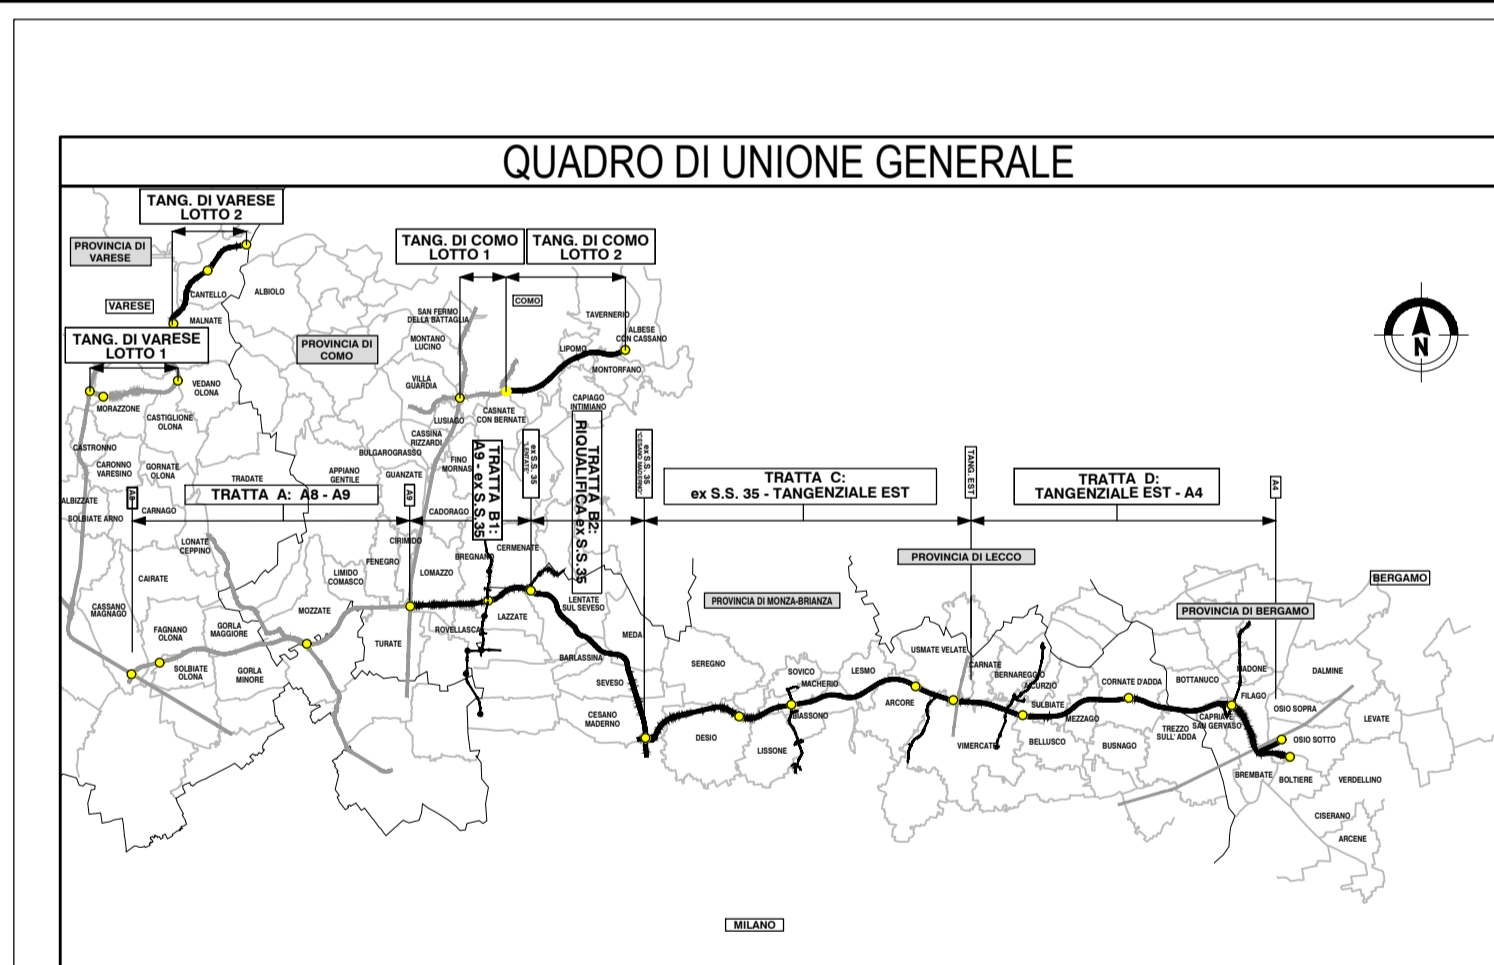 QUADRO DI UNIONE GENERALE
TANG. DI VARESE
LOTTO 2
PROVINCIA DI
VARESE
TANG. DI COMO
LOTTO 1
TANG. DI COMO
LOTTO 2
CANTELLO
ALBIOLO
VARESE
MALNATE
COMO
SAN FERMO
DELLA BATTAGLIA
TAVERNERIO
ALBESE
CON CASSANO
TANG. DI VARESE
LOTTO 1
PROVINCIA DI
COMO
MONTANO
LUCINO
LIPOMO
MONTORFANO
N
VEDANO
OLONA
VILLA
GUARDIA
MORAZZONE
CASTIGLIONE
OLONA
LUSIAGO
CASNATE
CON BERNATE
CAPIAGO
INTIMIANO
CASSINA
RIZZARDI
CASTRONNO
BULGAROGRASSO
CARONNO
VARESINO
GORNATE
OLONA
TRADATE
APPIANO
GENTILE
GUANZATE
FINO
MORNAS
TRATTA B1:
A9 - ex S.S.35
ex S.S. 35
"LENTATE"
TRATTA B2:
RIQUALIFICA ex S.S.35
ex S.S. 35
"CESANO MADERNO"
TRATTA C:
ex S.S. 35 - TANGENZIALE EST
TANG. EST
TRATTA D:
TANGENZIALE EST - A4
A4
A8
TRATTA A: A8 - A9
A9
ALBIZZATE
SOLBIATE ARNO
CARNAGO
CADORAGO
LONATE
CEPPINO
CIRIMIDO
FENEGRO
LOMAZZO
BREGNANO
CERMENATE
PROVINCIA DI LECCO
LIMIDO
COMASCO
CAIRATE
BERGAMO
CASSANO
MAGNAGO
MOZZATE
LAZZATE
LENTATE
SUL SEVESO
PROVINCIA DI MONZA-BRIANZA
PROVINCIA DI BERGAMO
FAGNANO
OLONA
GORLA
MAGGIORE
TURATE
ROVELLASCA
MEDA
SOLBIATE
OLONA
GORLA
MINORE
BARLASSINA
SEVESO
SEREGNO
SOVICO
MACHERIO
LESMO
USMATE VELATE
CARNATE
BERNAREGGIO
AICURZIO
CORNATE D'ADDA
BOTTANUCO
MADONE
DALMINE
CESANO
MADERNO
BIASSONO
ARCORE
SULBIATE
MEZZAGO
FILAGO
CAPRIATE
SAN GERVASO
OSIO SOPRA
LEVATE
DESIO
LISSONE
VIMERCATE
BELLUSCO
BUSNAGO
TREZZO
SULL' ADDA
OSIO SOTTO
BREMBATE
BOLTIERE
VERDELLINO
CISERANO
ARCENE
MILANO